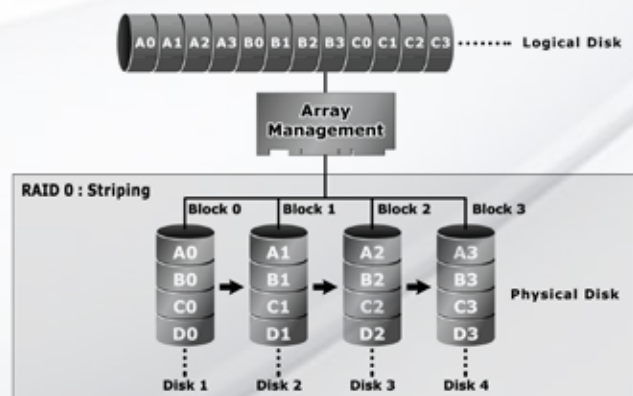 A0 A1 A2 A3 B0 B1 B2 B3 C0 C1 C2 C3 Logical Disk
Array
Management
RAID 0 : Striping
Block 0 Block 1 Block 2 Block 3
A0 A1 A2 A3
B0 B1 B2 B3
Physical Disk
C0 C1 C2 C3
D0 D1 D2 D3
Disk 1 Disk 2 Disk 3 Disk 4